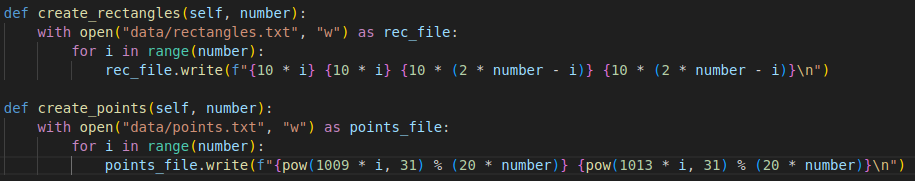 def create_rectangles(self, number):
    with open("data/rectangles.txt", "w") as rec_file:
        for i in range(number):
            rec_file.write(f"{10 * i} {10 * i} {10 * (2 * number - i)} {10 * (2 * number - i)}\n")

def create_points(self, number):
    with open("data/points.txt", "w") as points_file:
        for i in range(number):
            points_file.write(f"{pow(1009 * i, 31) % (20 * number)} {pow(1013 * i, 31) % (20 * number)}\n")